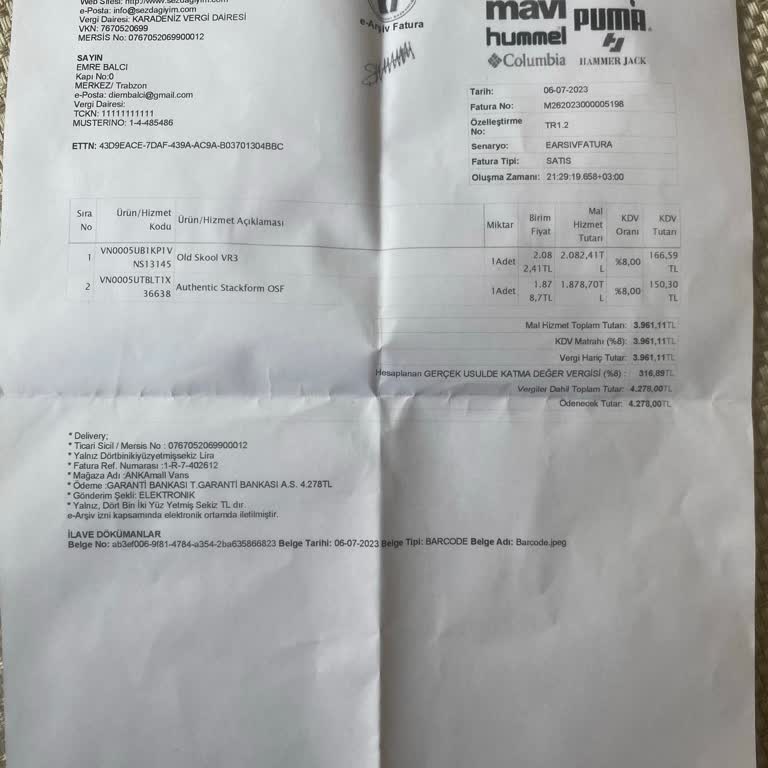 Web Sitesi: http://www.sezdagiyim.com
e-Posta: info@sezdagiyim.com
Vergi Dairesi: KARADENİZ VERGİ DAİRESİ
VKN: 7670520699
MERSİS No: 0767052069900012
e-Arşiv Fatura
mavi
PUMA
hummel
Columbia
HAMMER JACK
SAYIN
EMRE BALCI
Kapı No:0
MERKEZ/ Trabzon
e-Posta: diembalci@gmail.com
Vergi Dairesi:
TCKN: 11111111111
MUSTERINO: 1-4-485486
ETTN: 43D9EACE-7DAF-439A-AC9A-B03701304BBC
Tarih: 06-07-2023
Fatura No: M262023000005198
Özelleştirme No: TR1.2
Senaryo: EARSIVFATURA
Fatura Tipi: SATIS
Oluşma Zamanı: 21:29:19.658+03:00
Sıra No Ürün/Hizmet Kodu Ürün/Hizmet Açıklaması Miktar Birim Fiyat Mal Hizmet Tutarı KDV Oranı KDV Tutarı
1 VN0005UB1KP1VNS13145 Old Skool VR3 1Adet 2.082,41TL 2.082,41TL %8,00 166,59TL
2 VN0005UTBLT1X36638 Authentic Stackform OSF 1Adet 1.878,7TL 1.878,70TL %8,00 150,30TL
Mal Hizmet Toplam Tutarı: 3.961,11TL
KDV Matrahı (%8): 3.961,11TL
Vergi Hariç Tutar: 3.961,11TL
Hesaplanan GERÇEK USULDE KATMA DEĞER VERGİSİ (%8) : 316,89TL
Vergiler Dahil Toplam Tutar: 4.278,00TL
Ödenecek Tutar: 4.278,00TL
* Delivery;
* Ticari Sicil / Mersis No : 0767052069900012
* Yalnız Dörtbinikiyüzyetmişsekiz Lira
* Fatura Ref. Numarası :1-R-7-402612
* Mağaza Adı :ANKAmall Vans
* Ödeme :GARANTİ BANKASI T.GARANTİ BANKASI A.S. 4.278TL
* Gönderim Şekli: ELEKTRONIK
* Yalnız, Dört Bin İki Yüz Yetmiş Sekiz TL dir.
e-Arşiv izni kapsamında elektronik ortamda iletilmiştir.
İLAVE DÖKÜMANLAR
Belge No: ab3ef006-9f81-4784-a354-2ba635866823 Belge Tarihi: 06-07-2023 Belge Tipi: BARCODE Belge Adı: Barcode.jpeg